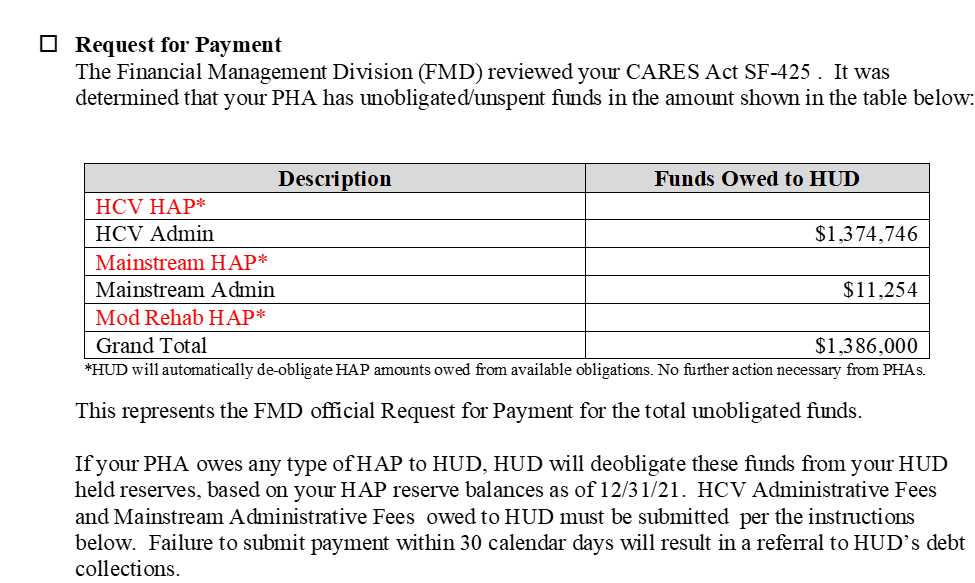 ☐ Request for Payment
The Financial Management Division (FMD) reviewed your CARES Act SF-425 . It was
determined that your PHA has unobligated/unspent funds in the amount shown in the table below:
Description Funds Owed to HUD
HCV HAP*
HCV Admin $1,374,746
Mainstream HAP*
Mainstream Admin $11,254
Mod Rehab HAP*
Grand Total $1,386,000
*HUD will automatically de-obligate HAP amounts owed from available obligations. No further action necessary from PHAs.
This represents the FMD official Request for Payment for the total unobligated funds.
If your PHA owes any type of HAP to HUD, HUD will deobligate these funds from your HUD
held reserves, based on your HAP reserve balances as of 12/31/21. HCV Administrative Fees
and Mainstream Administrative Fees owed to HUD must be submitted per the instructions
below. Failure to submit payment within 30 calendar days will result in a referral to HUD's debt
collections.